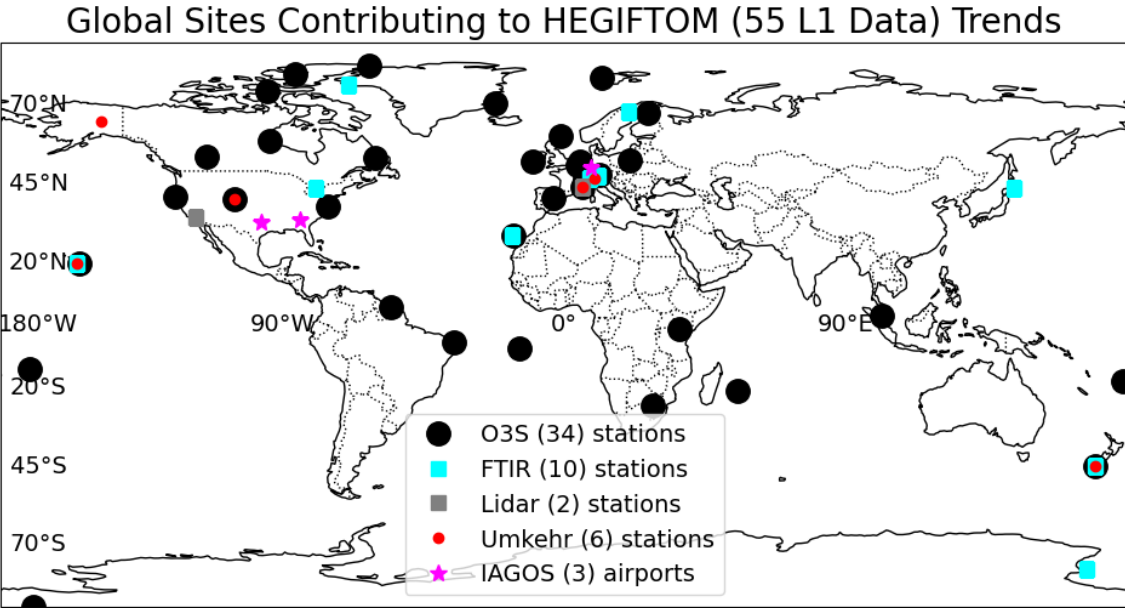 Global Sites Contributing to HEGIFTOM (55 L1 Data) Trends
70°N
45°N
20°N
180°W 90°W 0° 90°E
20°S
45°S
70°S
O3S (34) stations
FTIR (10) stations
Lidar (2) stations
Umkehr (6) stations
IAGOS (3) airports